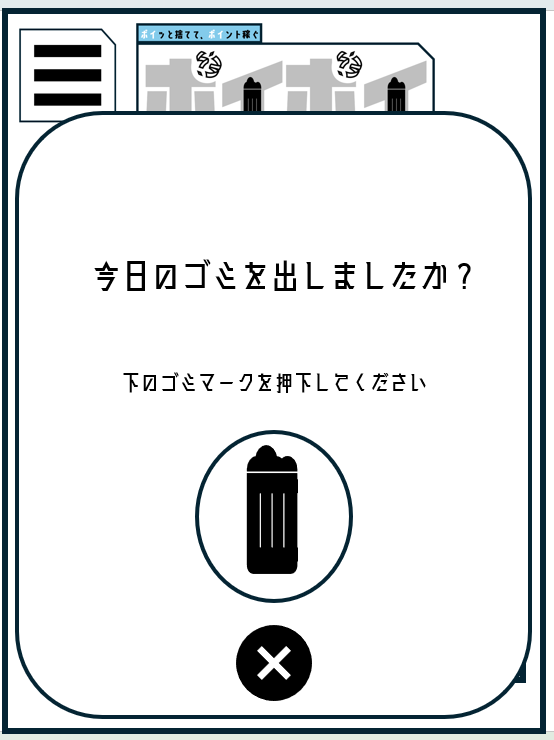 ポイッと捨てて、ポイント稼ぐ
ポイポイ
今日のゴミを出しましたか？
下のゴミマークを押下してください